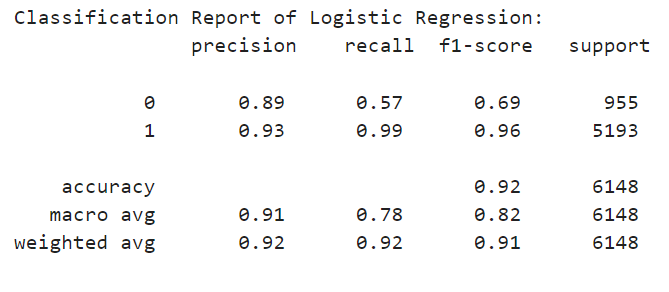 Classification Report of Logistic Regression:
precision recall f1-score support
0 0.89 0.57 0.69 955
1 0.93 0.99 0.96 5193
accuracy 0.92 6148
macro avg 0.91 0.78 0.82 6148
weighted avg 0.92 0.92 0.91 6148